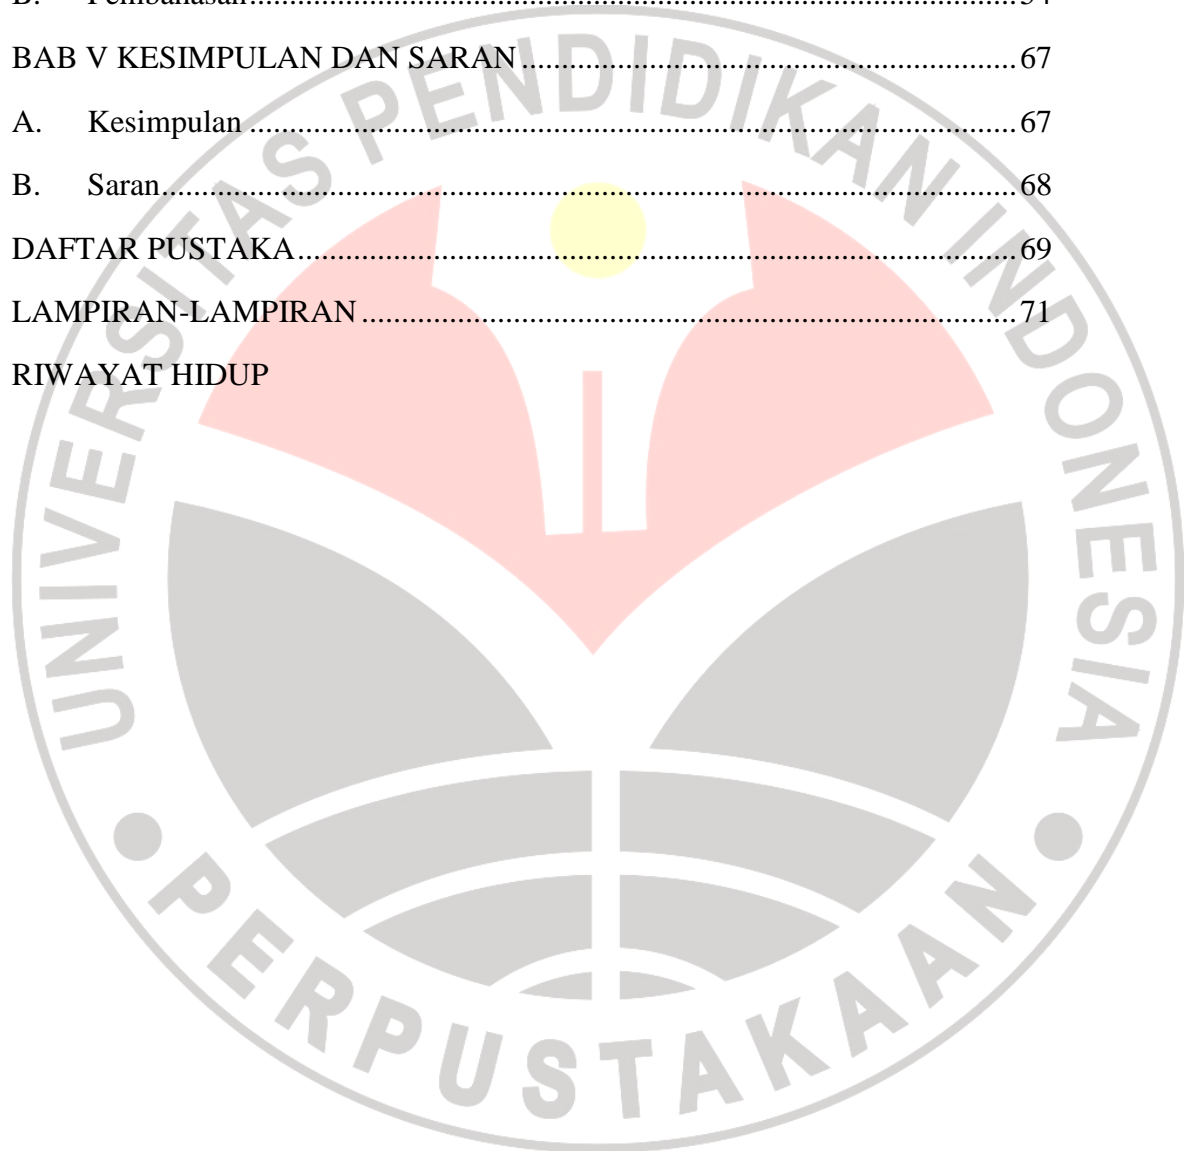 BAB V KESIMPULAN DAN SARAN ............................................................. 67
A. Kesimpulan ............................................................................................... 67
B. Saran.......................................................................................................... 68
DAFTAR PUSTAKA.......................................................................................... 69
LAMPIRAN-LAMPIRAN ................................................................................. 71
RIWAYAT HIDUP
UNIVERSITAS PENDIDIKAN INDONESIA
PERPUSTAKAAN